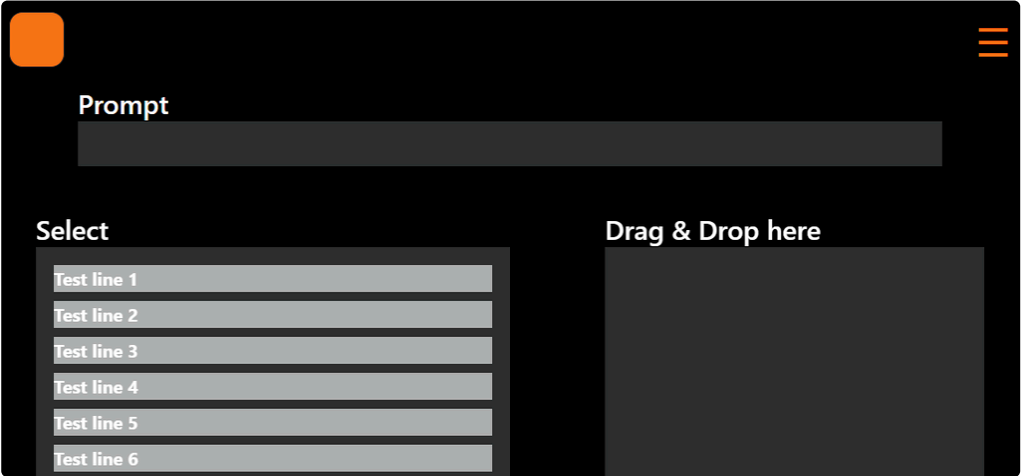 Prompt
Select
Test line 1
Test line 2
Test line 3
Test line 4
Test line 5
Test line 6
Drag & Drop here